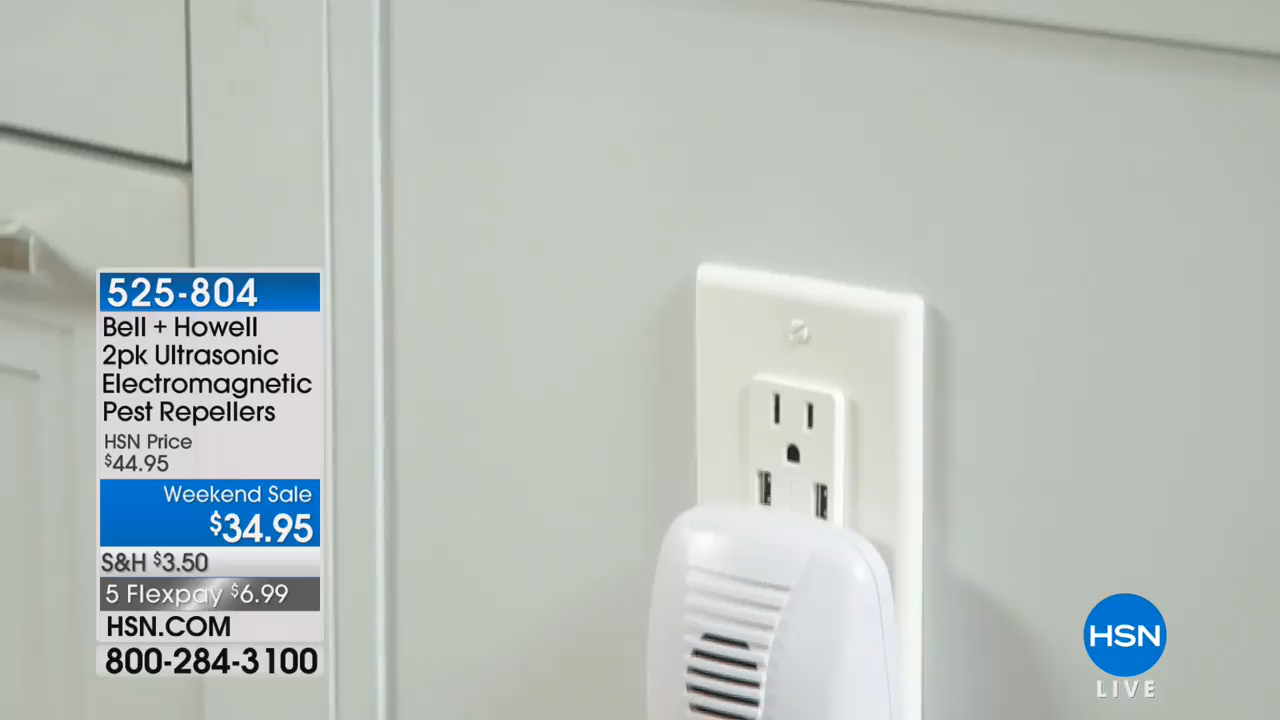 525-804
Bell + Howell
2pk Ultrasonic
Electromagnetic
Pest Repellers
HSN Price
$44.95
Weekend Sale
$34.95
S&H $3.50
5 Flexpay $6.99
HSN.COM
800-284-3100
HSN
LIVE